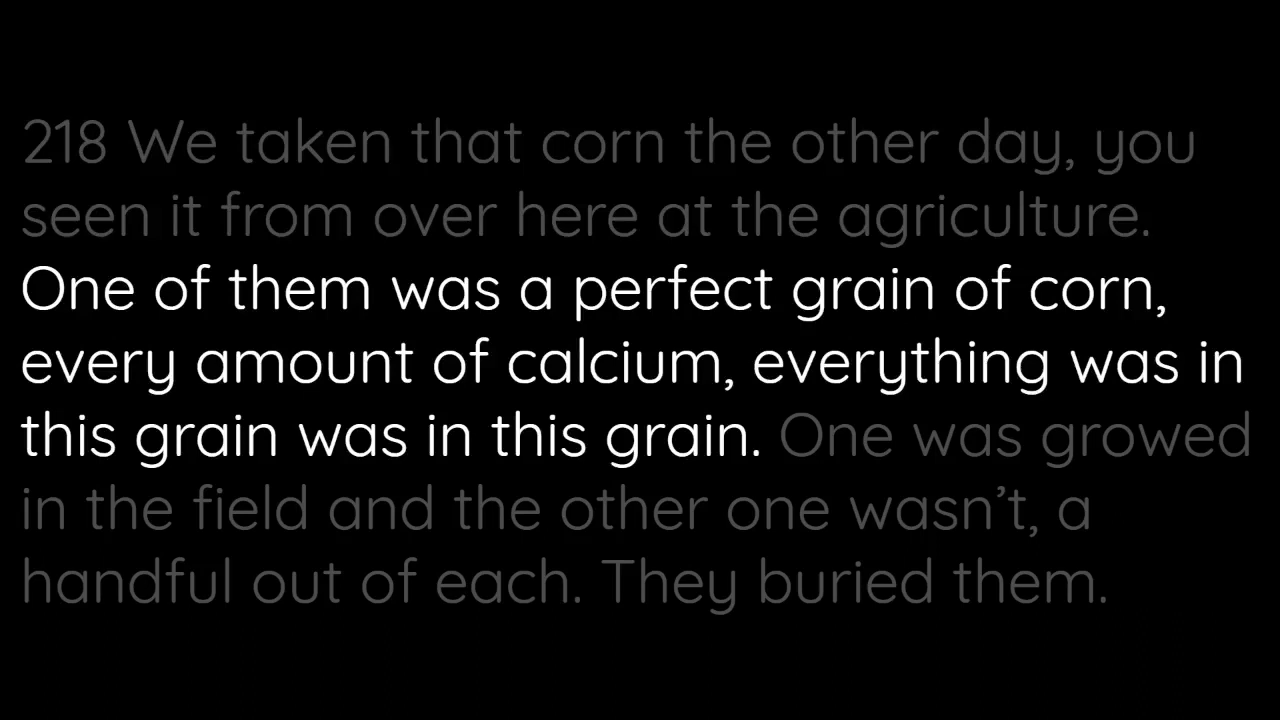 218 We taken that corn the other day, you
seen it from over here at the agriculture.
One of them was a perfect grain of corn,
every amount of calcium, everything was in
this grain was in this grain. One was growed
in the field and the other one wasn’t, a
handful out of each. They buried them.